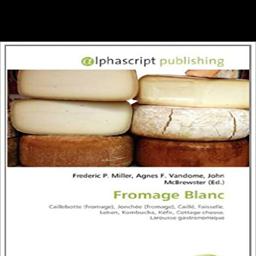 alphascript publishing
Frederic P. Miller, Agnes F. Vandome, John
McBrewster (Ed.)
Fromage Blanc
Caillebotte (fromage), Jonchée (fromage), Caillé, Faisselle,
Leben, Kombucha, Kéfir, Cottage cheese,
Larousse gastronomique